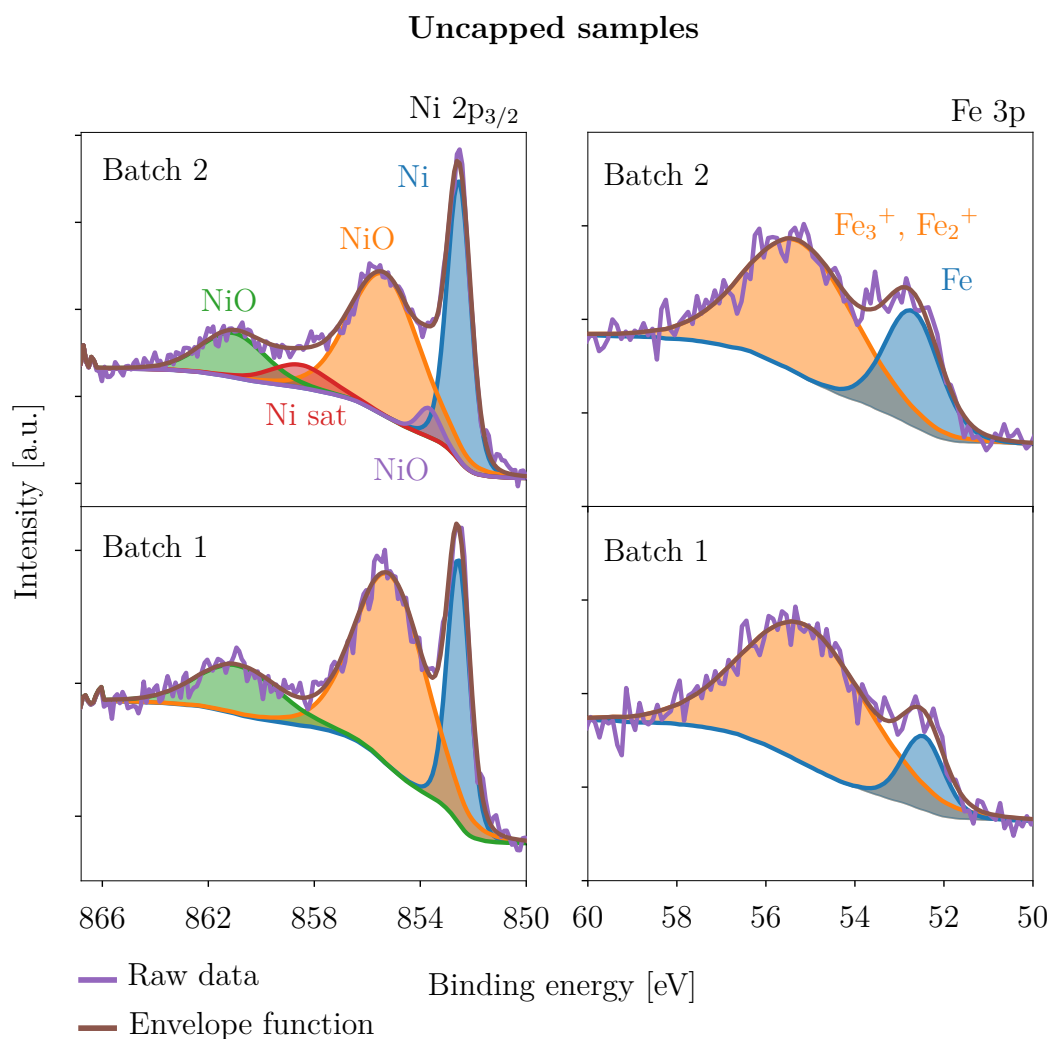 Uncapped samples
Ni 2p3/2
Fe 3p
Batch 2
Ni
NiO
NiO
Ni sat
NiO
Batch 2
Fe3+, Fe2+
Fe
Intensity [a.u.]
Batch 1
Batch 1
866 862 858 854 850
60 58 56 54 52 50
Binding energy [eV]
Raw data
Envelope function